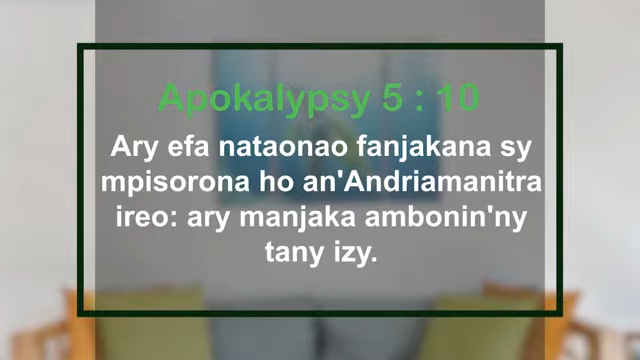 Apokalypsy 5 : 10
Ary efa nataonao fanjakana sy
mpisorona ho an'Andriamanitra
ireo: ary manjaka ambonin'ny
tany izy.